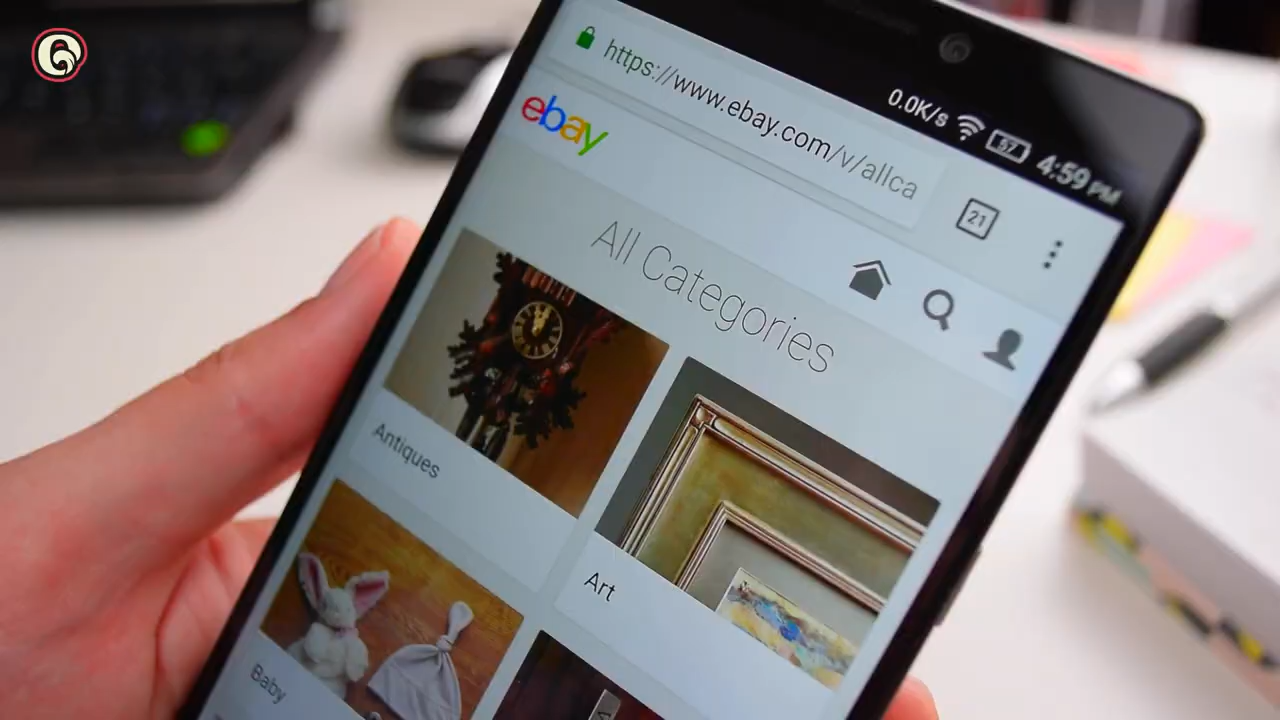 0.0K/s 57 4:59 PM
https://www.ebay.com/v/allca
21
ebay
All Categories
Antiques
Art
Baby